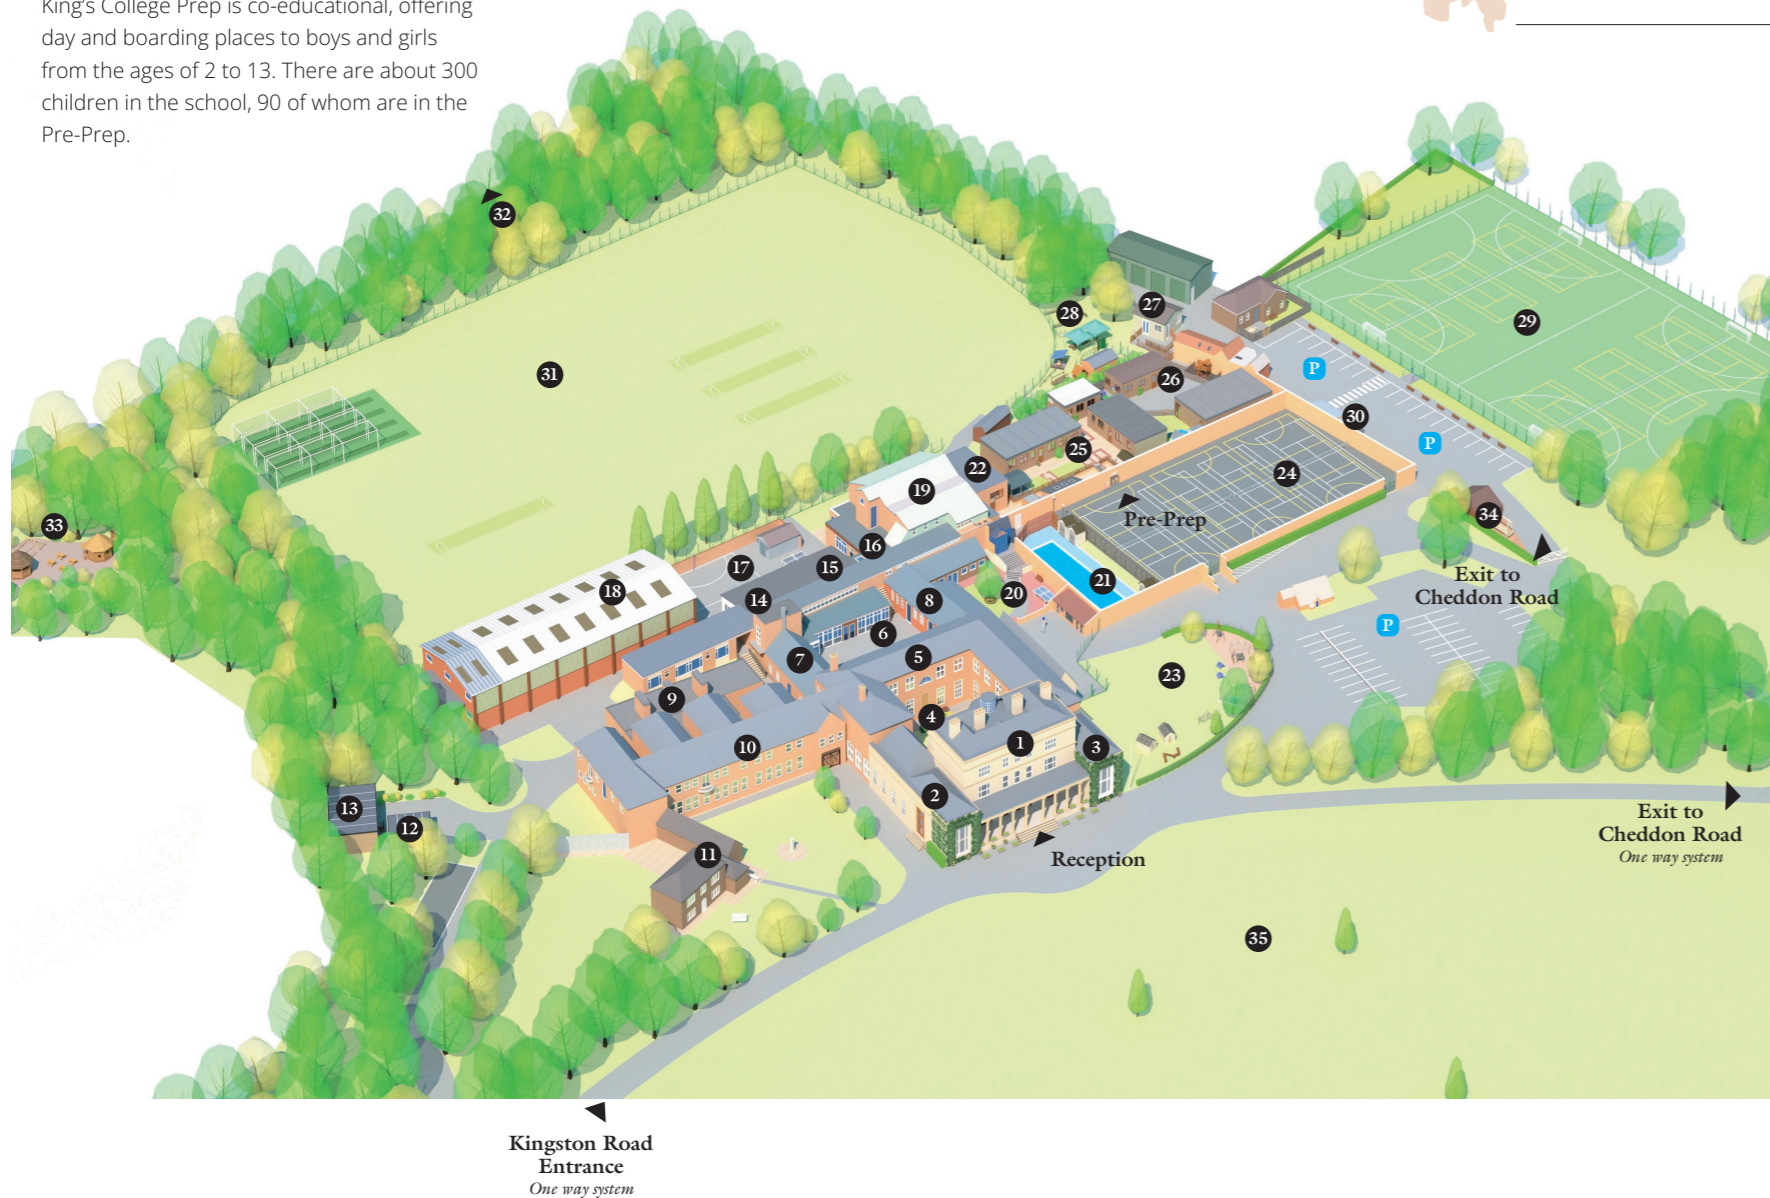 King's College Prep is co-educational, offering
day and boarding places to boys and girls
from the ages of 2 to 13. There are about 300
children in the school, 90 of whom are in the
Pre-Prep.
32
31
28
27
29
P
26
30
P
33
25
22
24
19
34
Pre-Prep
16
15
17
21
Exit to
Cheddon Road
18
14
8
20
P
6
7
5
23
9
4
10
1
3
2
13
12
Exit to
Cheddon Road
One way system
11
Reception
35
Kingston Road
Entrance
One way system